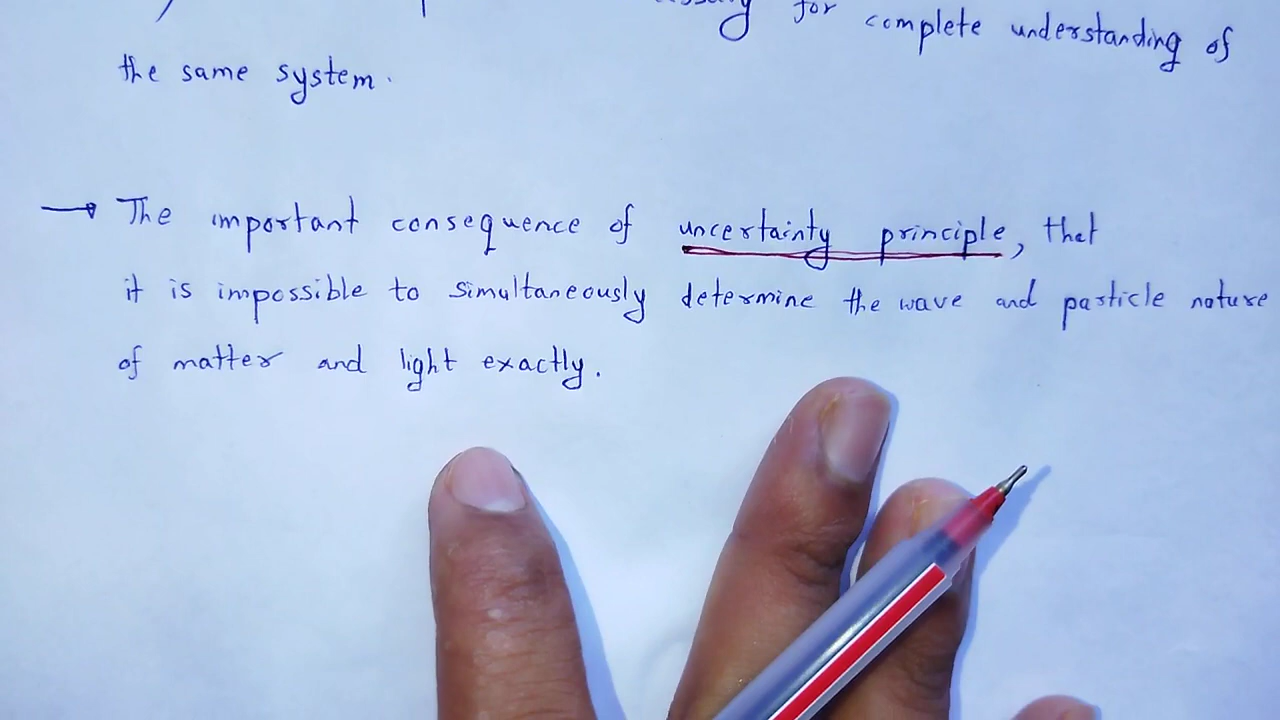 for complete understanding of
the same system.
→ The important consequence of uncertainty principle, that
it is impossible to simultaneously determine the wave and particle nature
of matter and light exactly.